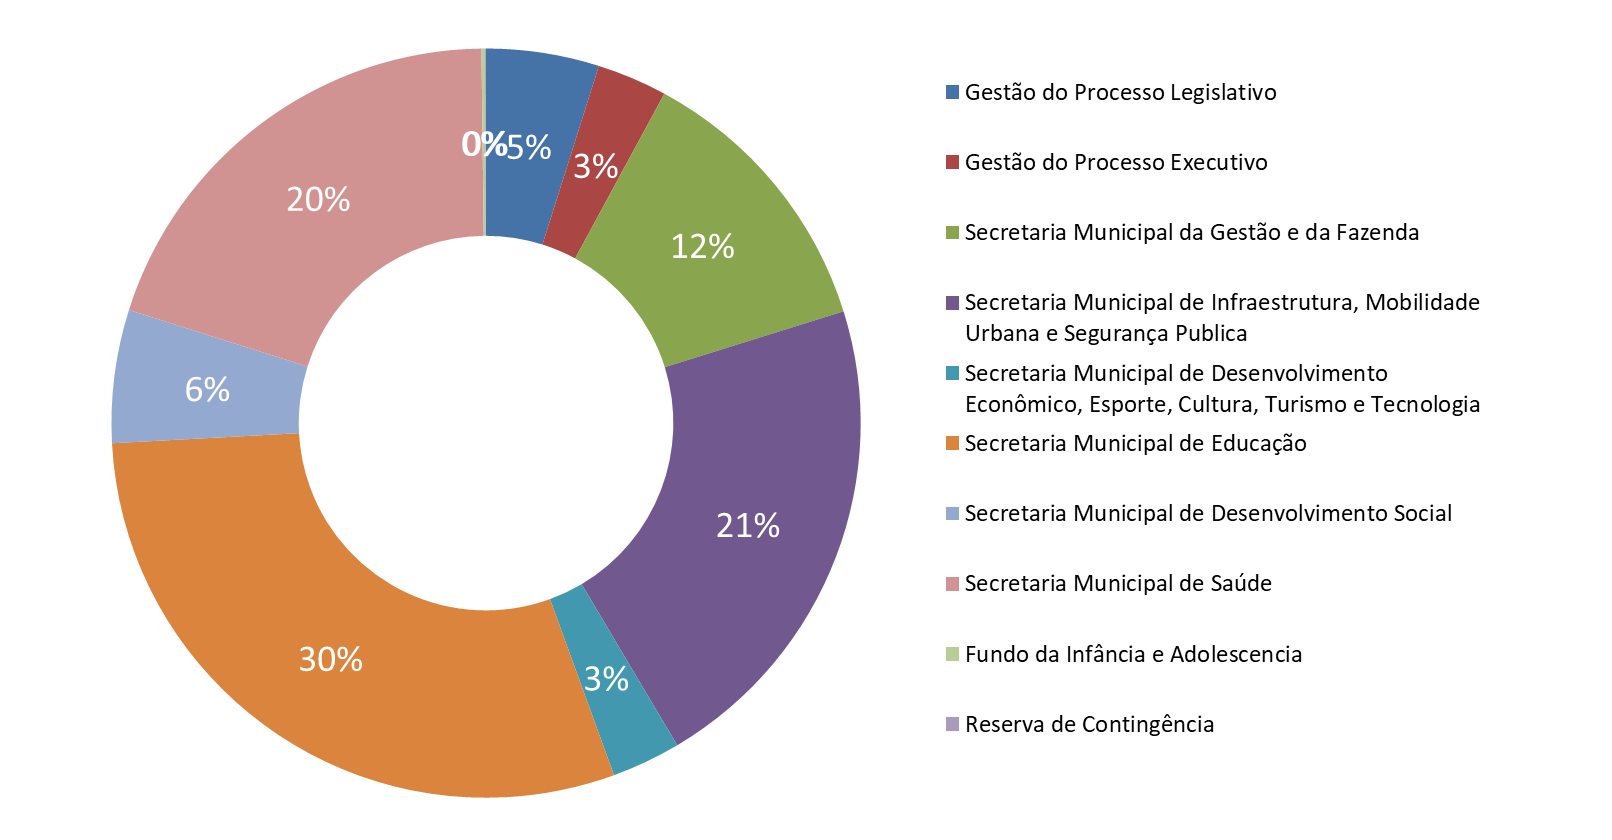 0%
5%
3%
12%
20%
6%
21%
30%
3%
Gestão do Processo Legislativo
Gestão do Processo Executivo
Secretaria Municipal da Gestão e da Fazenda
Secretaria Municipal de Infraestrutura, Mobilidade
Urbana e Segurança Publica
Secretaria Municipal de Desenvolvimento
Econômico, Esporte, Cultura, Turismo e Tecnologia
Secretaria Municipal de Educação
Secretaria Municipal de Desenvolvimento Social
Secretaria Municipal de Saúde
Fundo da Infância e Adolescencia
Reserva de Contingência